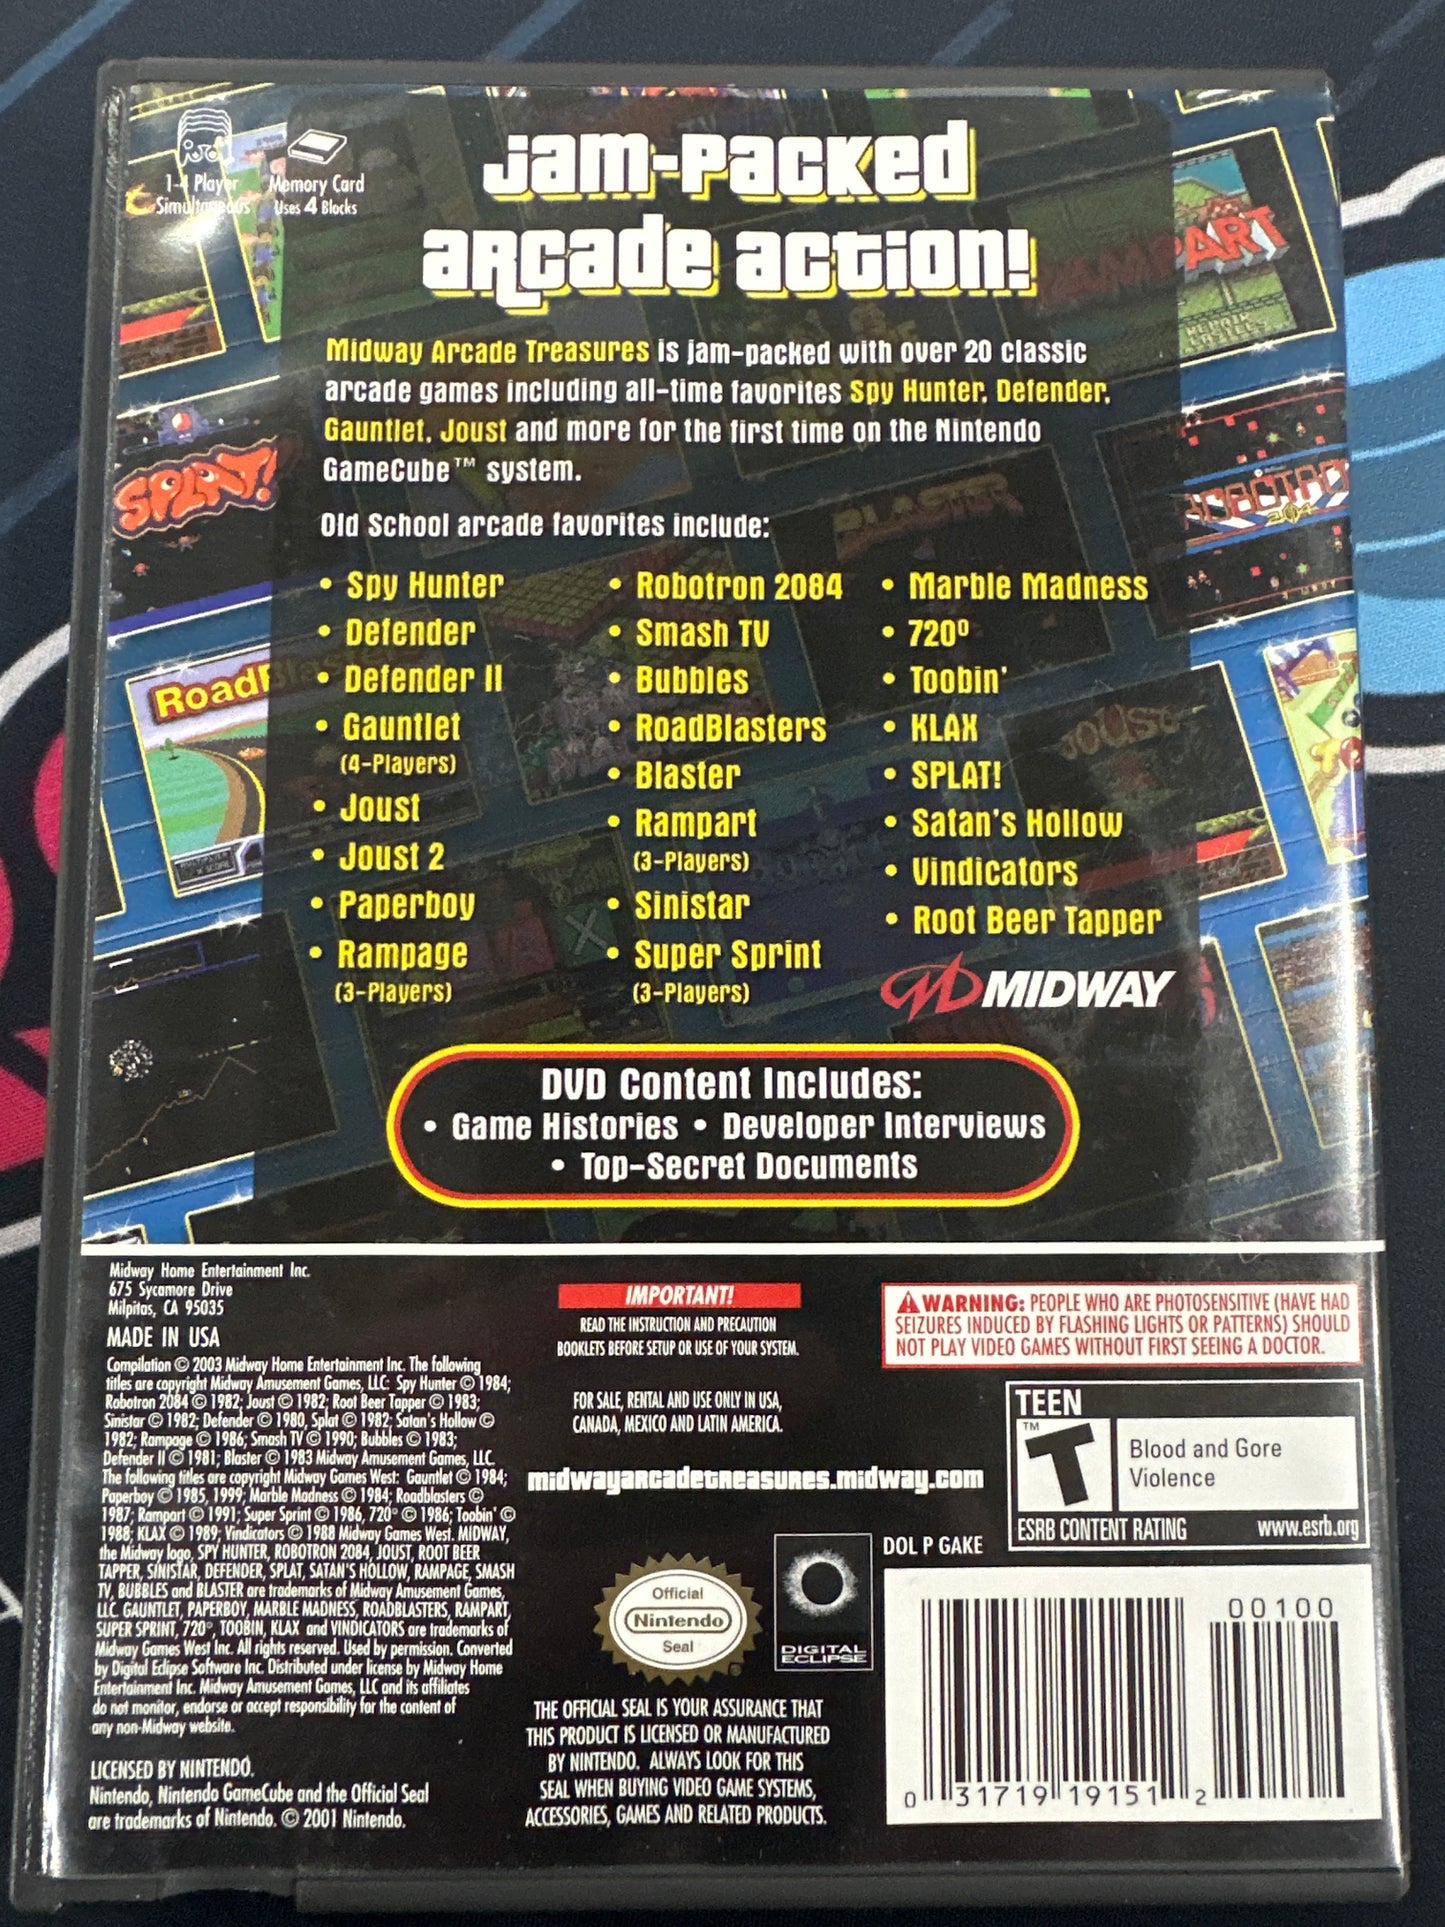 1-4 Player
Simultaneous
Memory Card
Uses 4 Blocks
Jam-Packed
Arcade Action!
Midway Arcade Treasures is jam-packed with over 20 classic
arcade games including all-time favorites Spy Hunter, Defender,
Gauntlet, Joust and more for the first time on the Nintendo
GameCube™ system.
Old School arcade favorites include:
• Spy Hunter
• Defender
• Defender II
• Gauntlet
(4-Players)
• Joust
• Joust 2
• Paperboy
• Rampage
(3-Players)
• Robotron 2084
• Smash TV
• Bubbles
• RoadBlasters
• Blaster
• Rampart
(3-Players)
• Sinistar
• Super Sprint
(3-Players)
• Marble Madness
• 720º
• Toobin'
• KLAX
• SPLAT!
• Satan's Hollow
• Vindicators
• Root Beer Tapper
MIDWAY
RAMPART
REPAIR
CASTLES
SPLAT!
BLASTER
ROBOTRON
2084
RoadBlasters
JOUST
DVD Content Includes:
• Game Histories • Developer Interviews
• Top-Secret Documents
Midway Home Entertainment Inc.
675 Sycamore Drive
Milpitas, CA 95035
MADE IN USA
Compilation © 2003 Midway Home Entertainment Inc. The following
titles are copyright Midway Amusement Games, LLC: Spy Hunter © 1984;
Robotron 2084 © 1982; Joust © 1982; Root Beer Tapper © 1983;
Sinistar © 1982; Defender © 1980, Splat © 1982; Satan's Hollow ©
1982; Rampage © 1986; Smash TV © 1990; Bubbles © 1983;
Defender II © 1981; Blaster © 1983 Midway Amusement Games, LLC.
The following titles are copyright Midway Games West: Gauntlet © 1984;
Paperboy © 1985, 1999; Marble Madness © 1984; Roadblasters ©
1987; Rampart © 1991; Super Sprint © 1986, 720° © 1986; Toobin' ©
1988; KLAX © 1989; Vindicators © 1988 Midway Games West. MIDWAY,
the Midway logo, SPY HUNTER, ROBOTRON 2084, JOUST, ROOT BEER
TAPPER, SINISTAR, DEFENDER, SPLAT, SATAN'S HOLLOW, RAMPAGE, SMASH
TV, BUBBLES and BLASTER are trademarks of Midway Amusement Games,
LLC. GAUNTLET, PAPERBOY, MARBLE MADNESS, ROADBLASTERS, RAMPART,
SUPER SPRINT, 720°, TOOBIN, KLAX and VINDICATORS are trademarks of
Midway Games West Inc. All rights reserved. Used by permission. Converted
by Digital Eclipse Software Inc. Distributed under license by Midway Home
Entertainment Inc. Midway Amusement Games, LLC and its affiliates
do not monitor, endorse or accept responsibility for the content of
any non-Midway website.
LICENSED BY NINTENDO.
Nintendo, Nintendo GameCube and the Official Seal
are trademarks of Nintendo. © 2001 Nintendo.
IMPORTANT!
READ THE INSTRUCTION AND PRECAUTION
BOOKLETS BEFORE SETUP OR USE OF YOUR SYSTEM.
FOR SALE, RENTAL AND USE ONLY IN USA,
CANADA, MEXICO AND LATIN AMERICA.
midwayarcadetreasures.midway.com
Official
Nintendo
Seal
DIGITAL
ECLIPSE
THE OFFICIAL SEAL IS YOUR ASSURANCE THAT
THIS PRODUCT IS LICENSED OR MANUFACTURED
BY NINTENDO. ALWAYS LOOK FOR THIS
SEAL WHEN BUYING VIDEO GAME SYSTEMS,
ACCESSORIES, GAMES AND RELATED PRODUCTS.
WARNING: PEOPLE WHO ARE PHOTOSENSITIVE (HAVE HAD
SEIZURES INDUCED BY FLASHING LIGHTS OR PATTERNS) SHOULD
NOT PLAY VIDEO GAMES WITHOUT FIRST SEEING A DOCTOR.
TEEN
T™
Blood and Gore
Violence
ESRB CONTENT RATING www.esrb.org
DOL P GAKE
00100
0 31719 19151 2